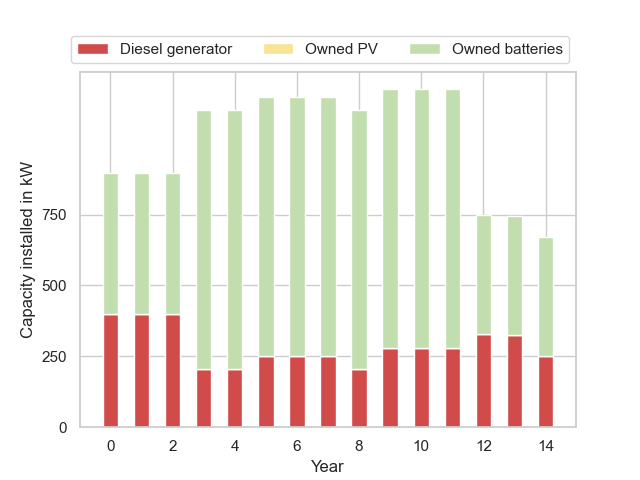 Diesel generator Owned PV Owned batteries
Capacity installed in kW
750
500
250
0
0 2 4 6 8 10 12 14
Year